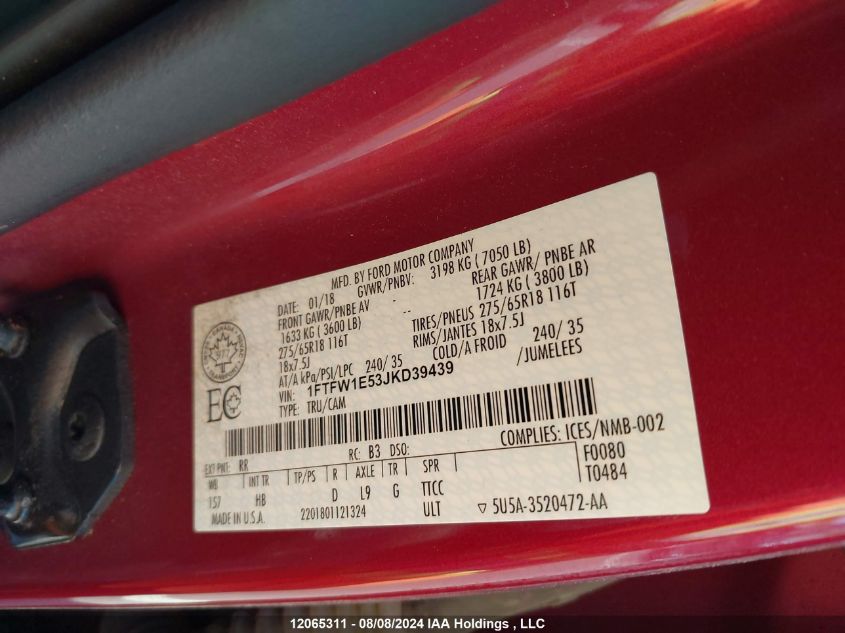 MFD. BY FORD MOTOR COMPANY
DATE: 01/18 GVWR/PNBV: 3198 KG ( 7050 LB)
FRONT GAWR/PNBE AV - REAR GAWR/ PNBE AR
1633 KG ( 3600 LB) -- 1724 KG ( 3800 LB)
275/65R18 116T TIRES/PNEUS 275/65R18 116T
18x7.5J RIMS/JANTES 18x7.5J
AT/A kPa/PSI/LPC 240/ 35 COLD/A FROID 240/ 35
VIN: 1FTFW1E53JKD39439 /JUMELEES
TYPE: TRU/CAM
CANADA
EC
COMPLIES: ICES/NMB-002
EXT PNT: RR RC: B3 DSO: F0080
WB INT TR TP/PS R AXLE TR SPR T0484
157 HB D L9 G TTCC
MADE IN U.S.A. 2201801121324 ULT ▽ 5U5A-3520472-AA
12065311 - 08/08/2024 IAA Holdings , LLC